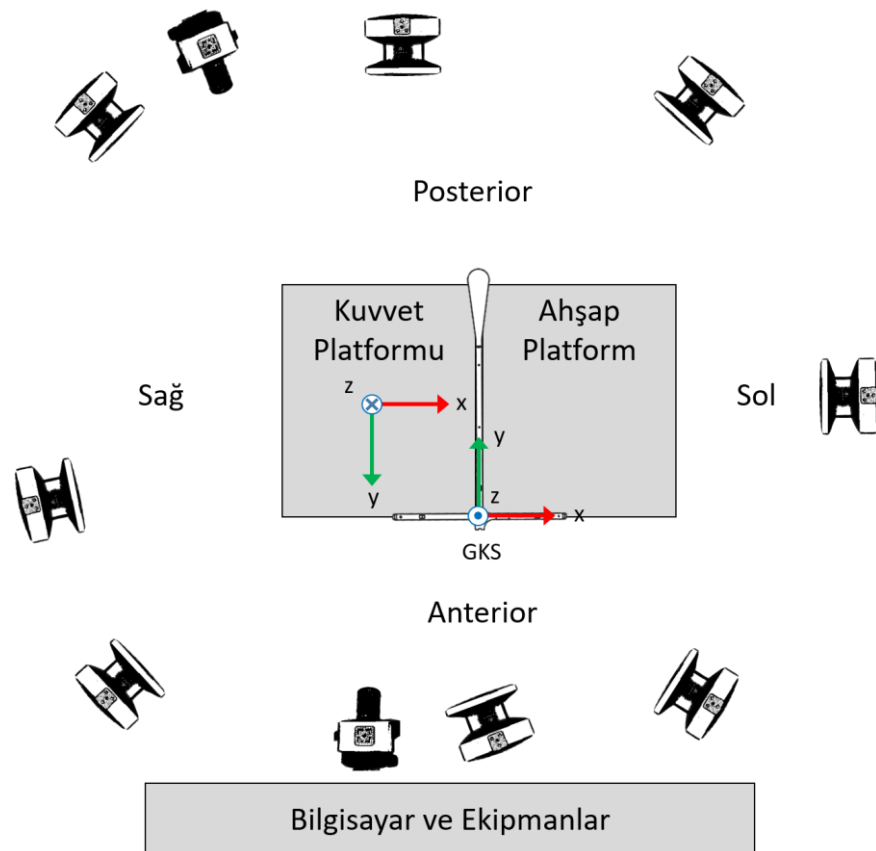 Posterior
Kuvvet
Platformu
Ahşap
Platform
Sağ
z
x
Sol
y
y
z
x
GKS
Anterior
Bilgisayar ve Ekipmanlar